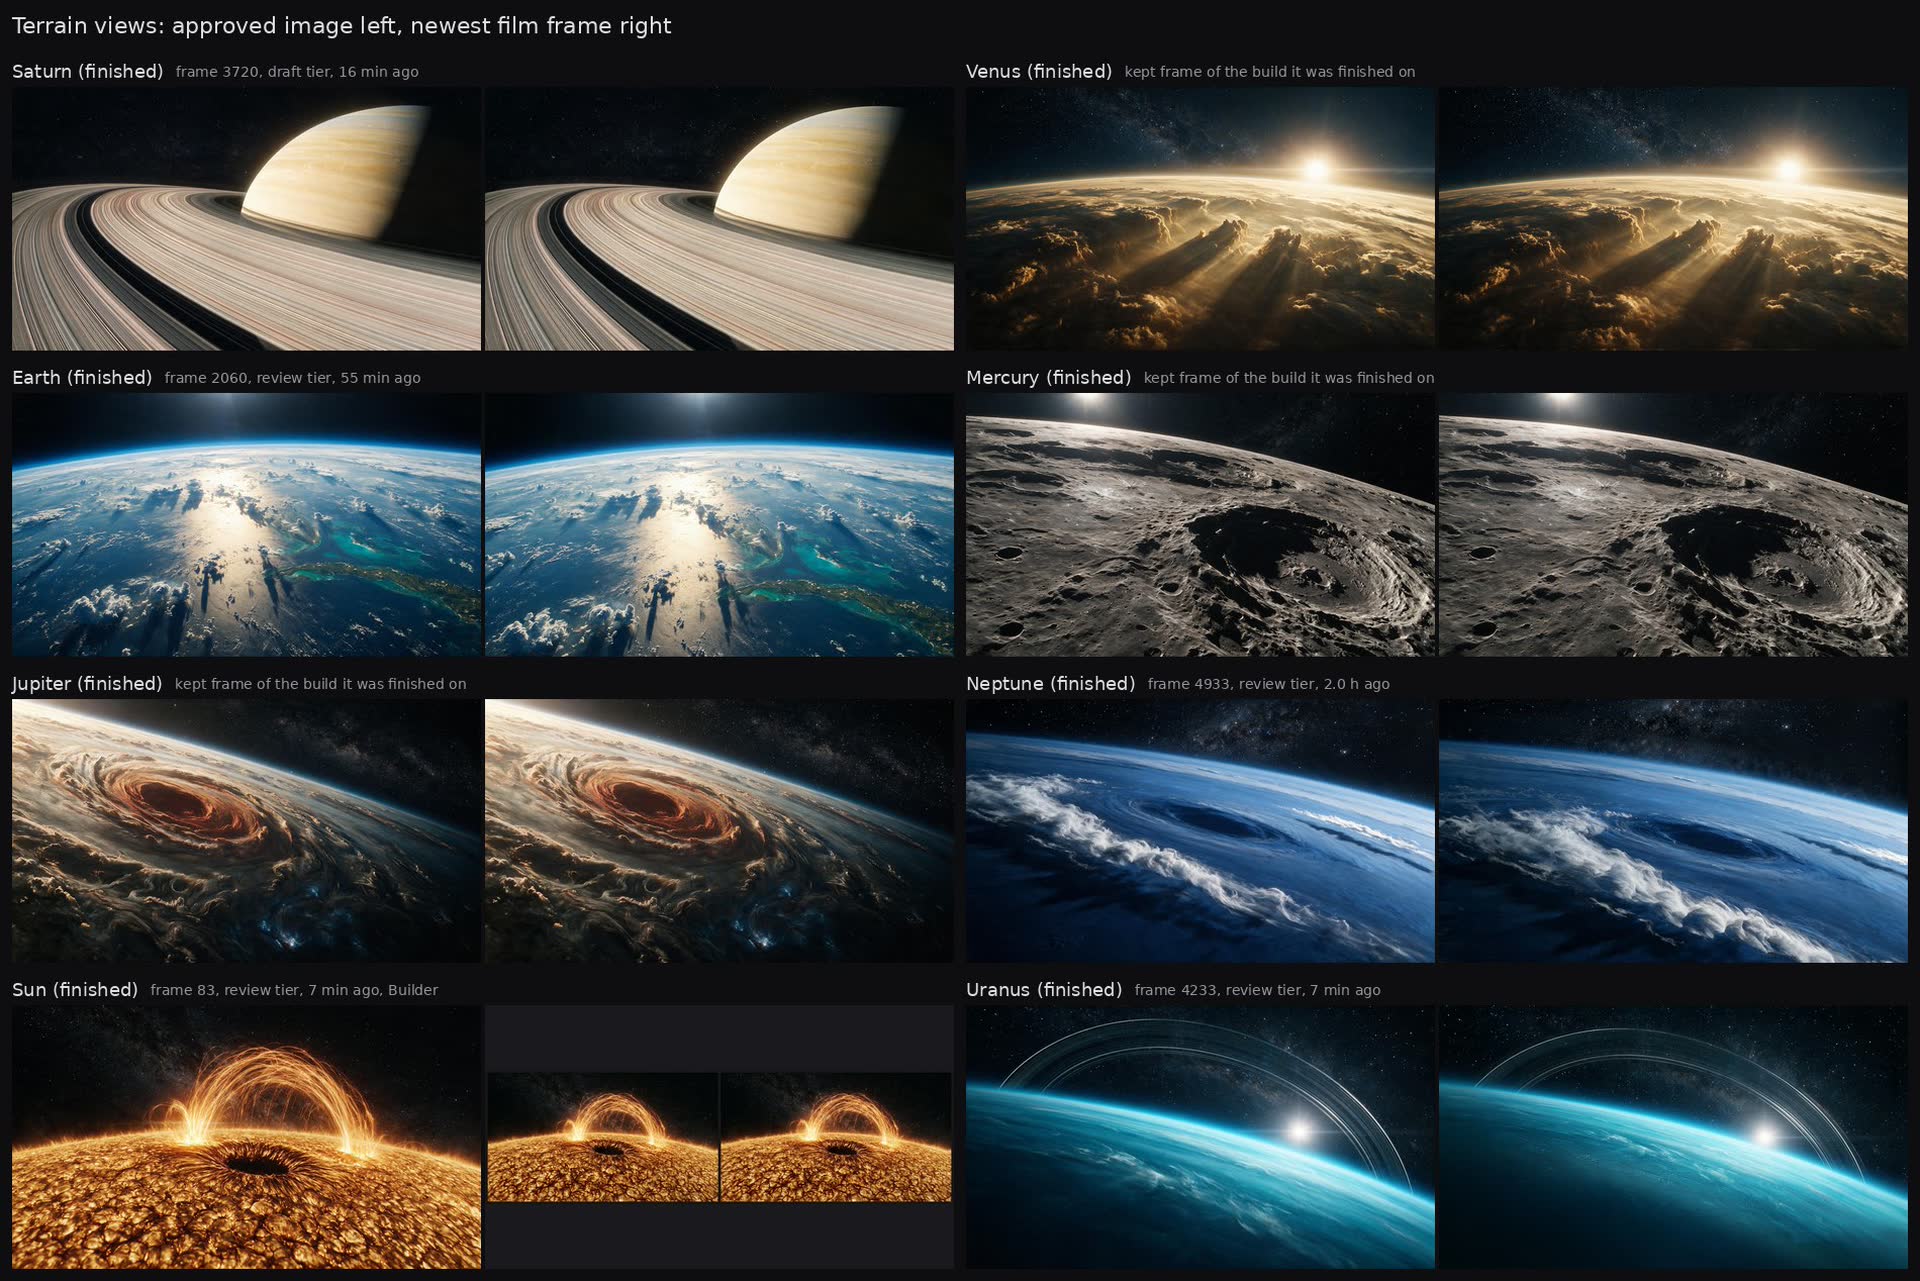 Terrain views: approved image left, newest film frame right
Saturn (finished) frame 3720, draft tier, 16 min ago
Venus (finished) kept frame of the build it was finished on
Earth (finished) frame 2060, review tier, 55 min ago
Mercury (finished) kept frame of the build it was finished on
Jupiter (finished) kept frame of the build it was finished on
Neptune (finished) frame 4933, review tier, 2.0 h ago
Sun (finished) frame 83, review tier, 7 min ago, Builder
Uranus (finished) frame 4233, review tier, 7 min ago